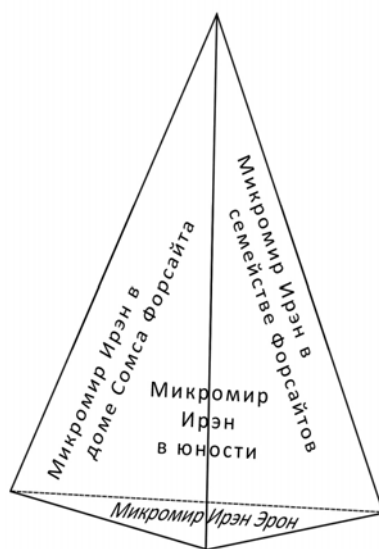 Микромир Ирэн в
доме Сомса Форсайта
Микромир Ирэн в
семействе Форсайтов
Микромир
Ирэн
в юности
Микромир Ирэн Эрон